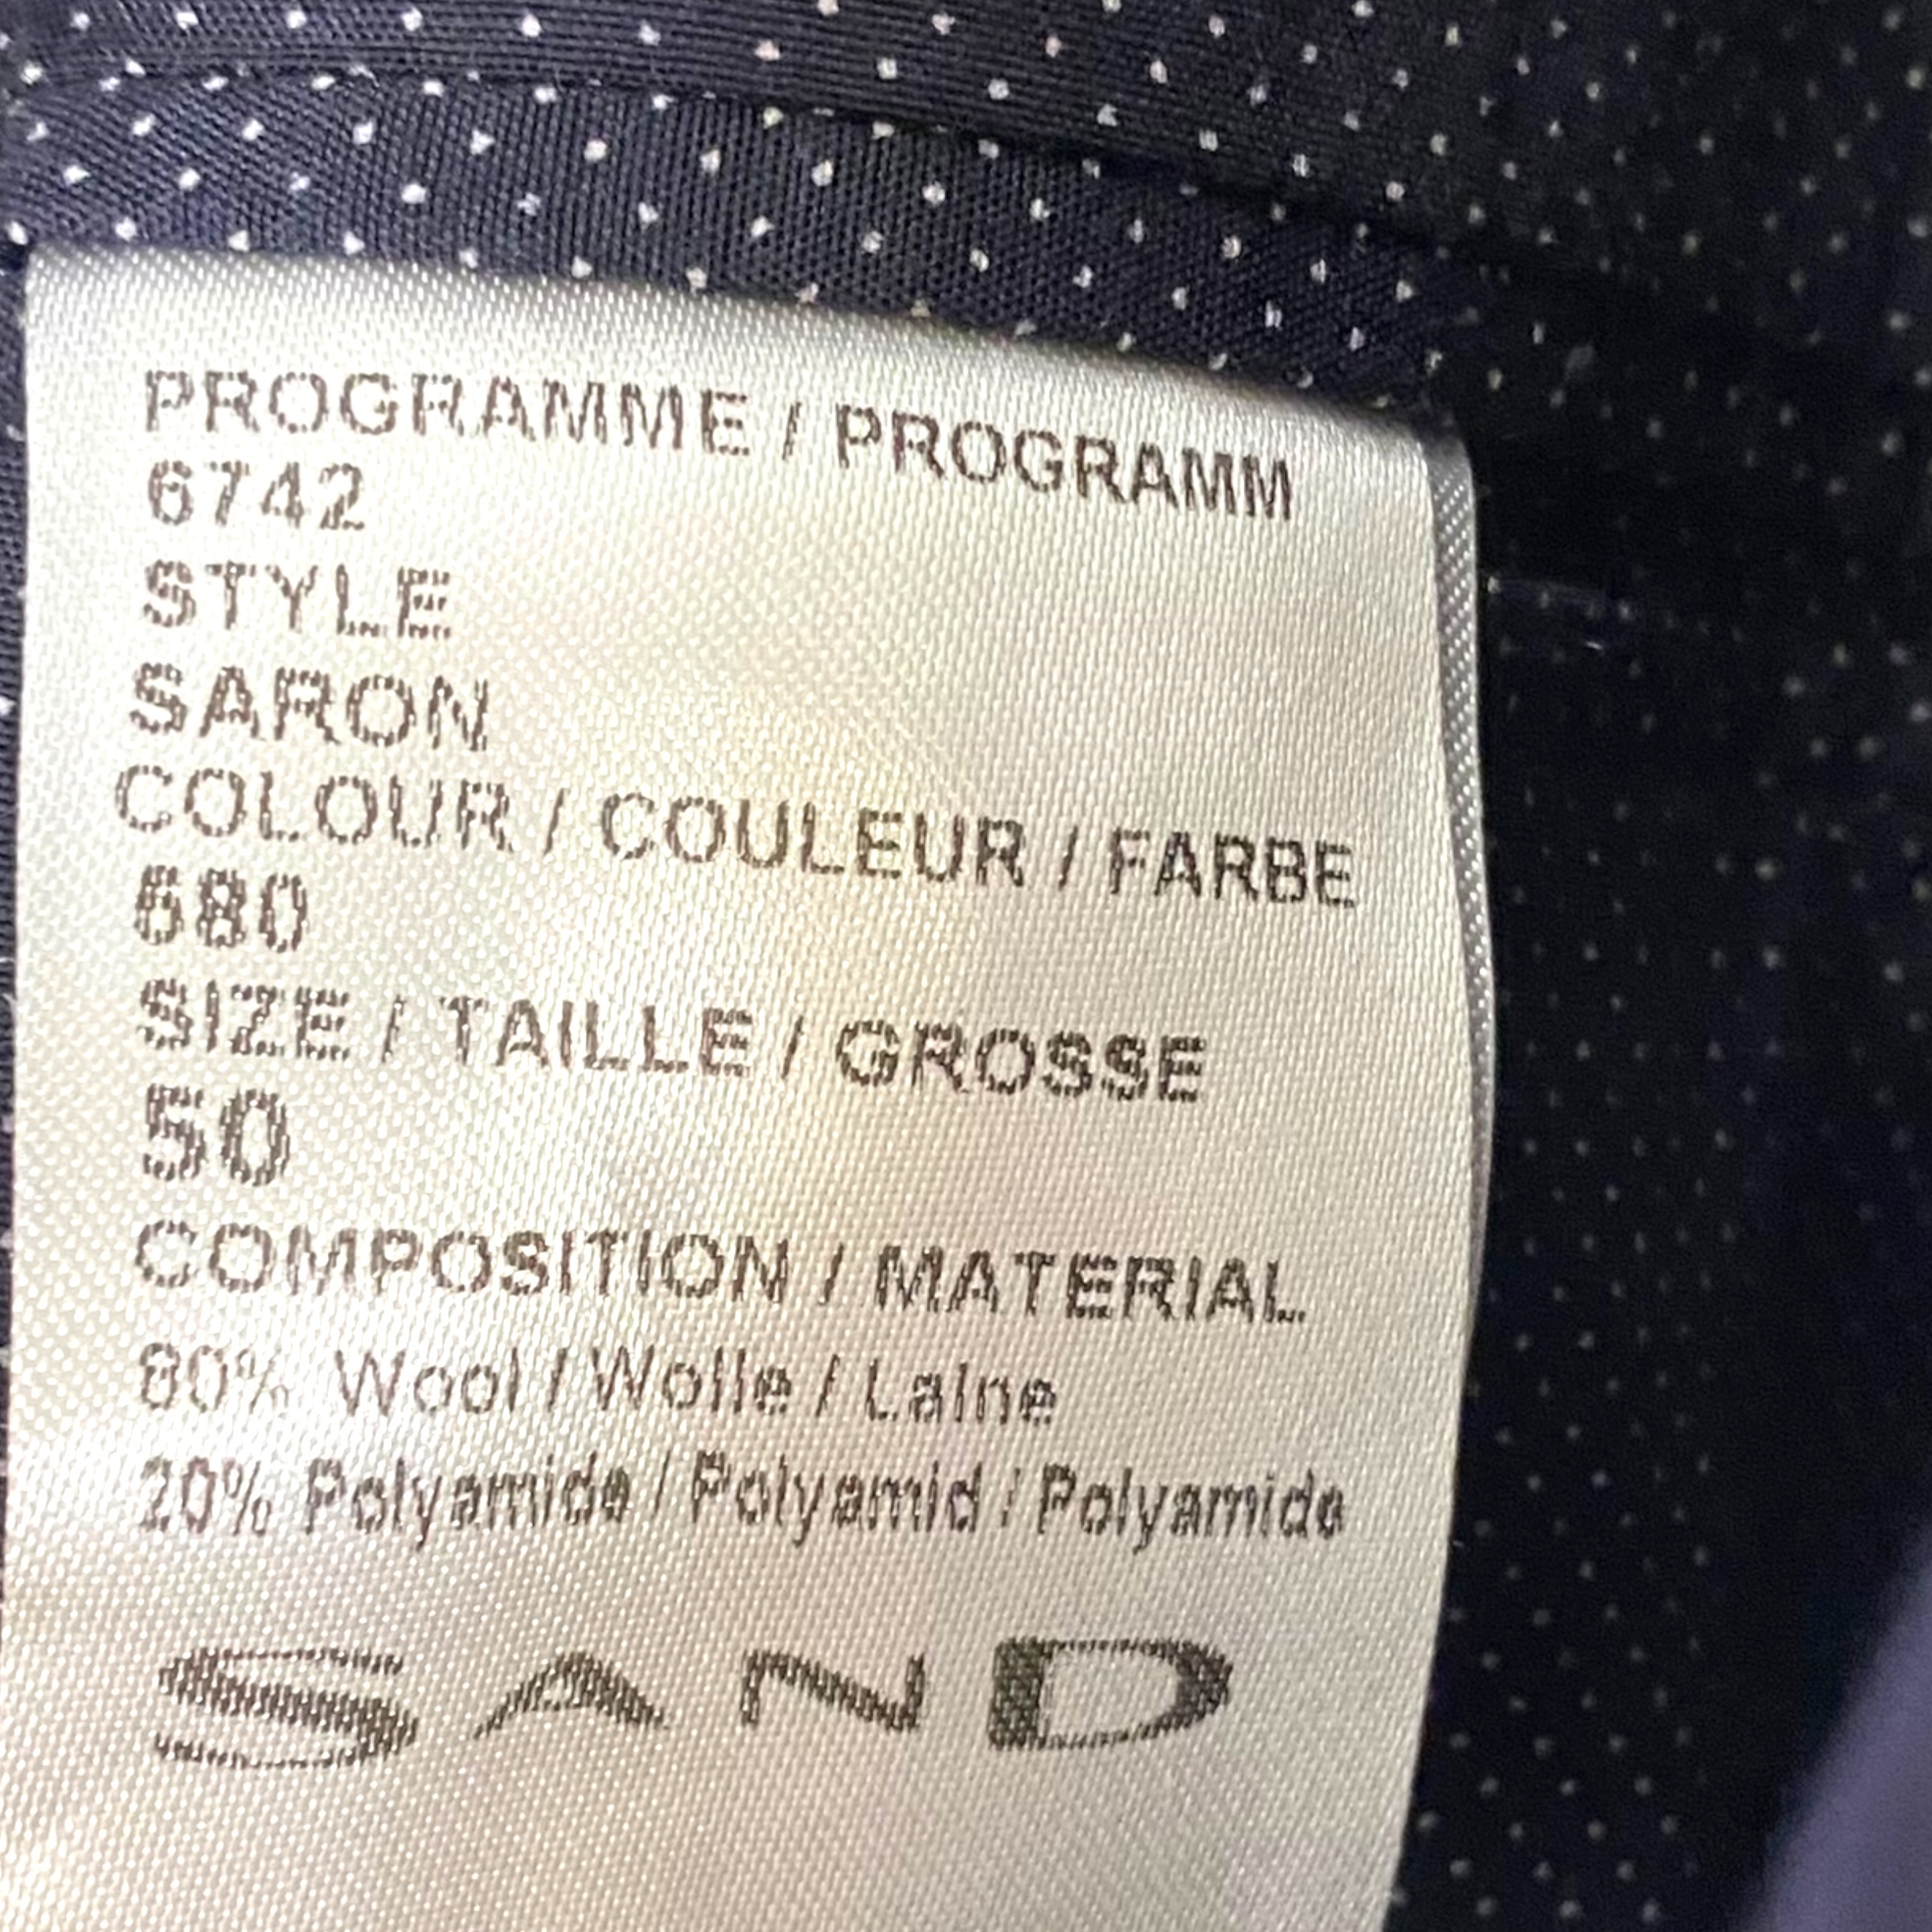 PROGRAMME / PROGRAMM
6742
STYLE
SARON
COLOUR / COULEUR / FARBE
680
SIZE / TAILLE / GROSSE
50
COMPOSITION / MATERIAL
80% Wool / Wolle / Laine
20% Polyamide / Polyamid / Polyamide
SAND